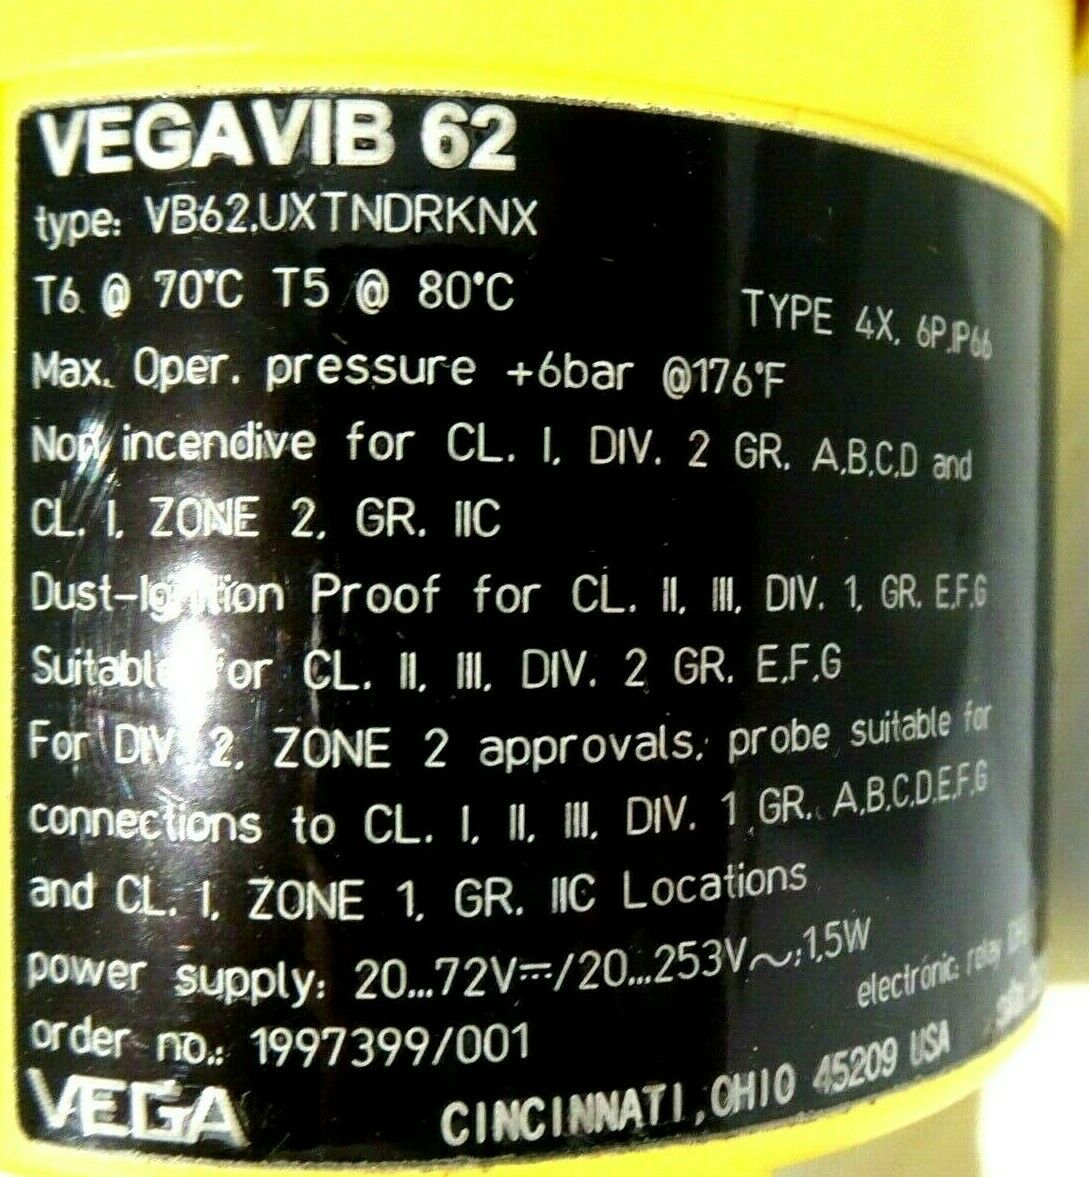 VEGAVIB 62
type: VB62.UXTNDRKNX
T6 @ 70°C T5 @ 80°C TYPE 4X, 6P,IP66
Max. Oper. pressure +6bar @176°F
Non incendive for CL. I, DIV. 2 GR. A,B,C,D and
CL. I, ZONE 2, GR. IIC
Dust-Ignition Proof for CL. II, III, DIV. 1, GR. E,F,G
Suitable for CL. II, III, DIV. 2 GR. E,F,G
For DIV. 2, ZONE 2 approvals, probe suitable for
connections to CL. I, II, III, DIV. 1 GR. A,B,C,D,E,F,G
and CL. I, ZONE 1, GR. IIC Locations
power supply: 20...72V⎓/20...253V~;1,5W
electronic: relay
order no.: 1997399/001
VEGA CINCINNATI,OHIO 45209 USA